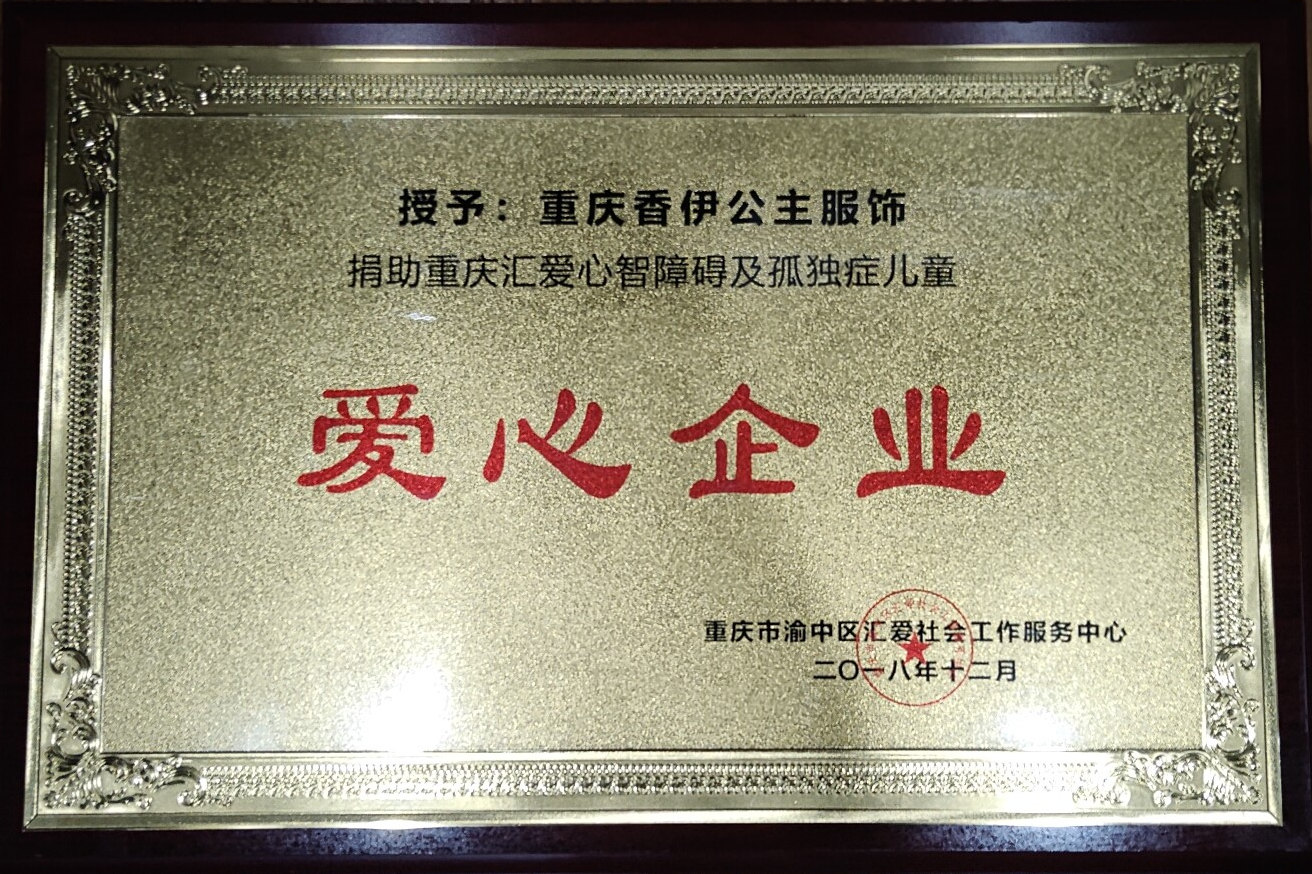 授予：重庆香伊公主服饰
捐助重庆汇爱心智障碍及孤独症儿童
爱心企业
重庆市渝中区汇爱社会工作服务中心
二〇一八年十二月